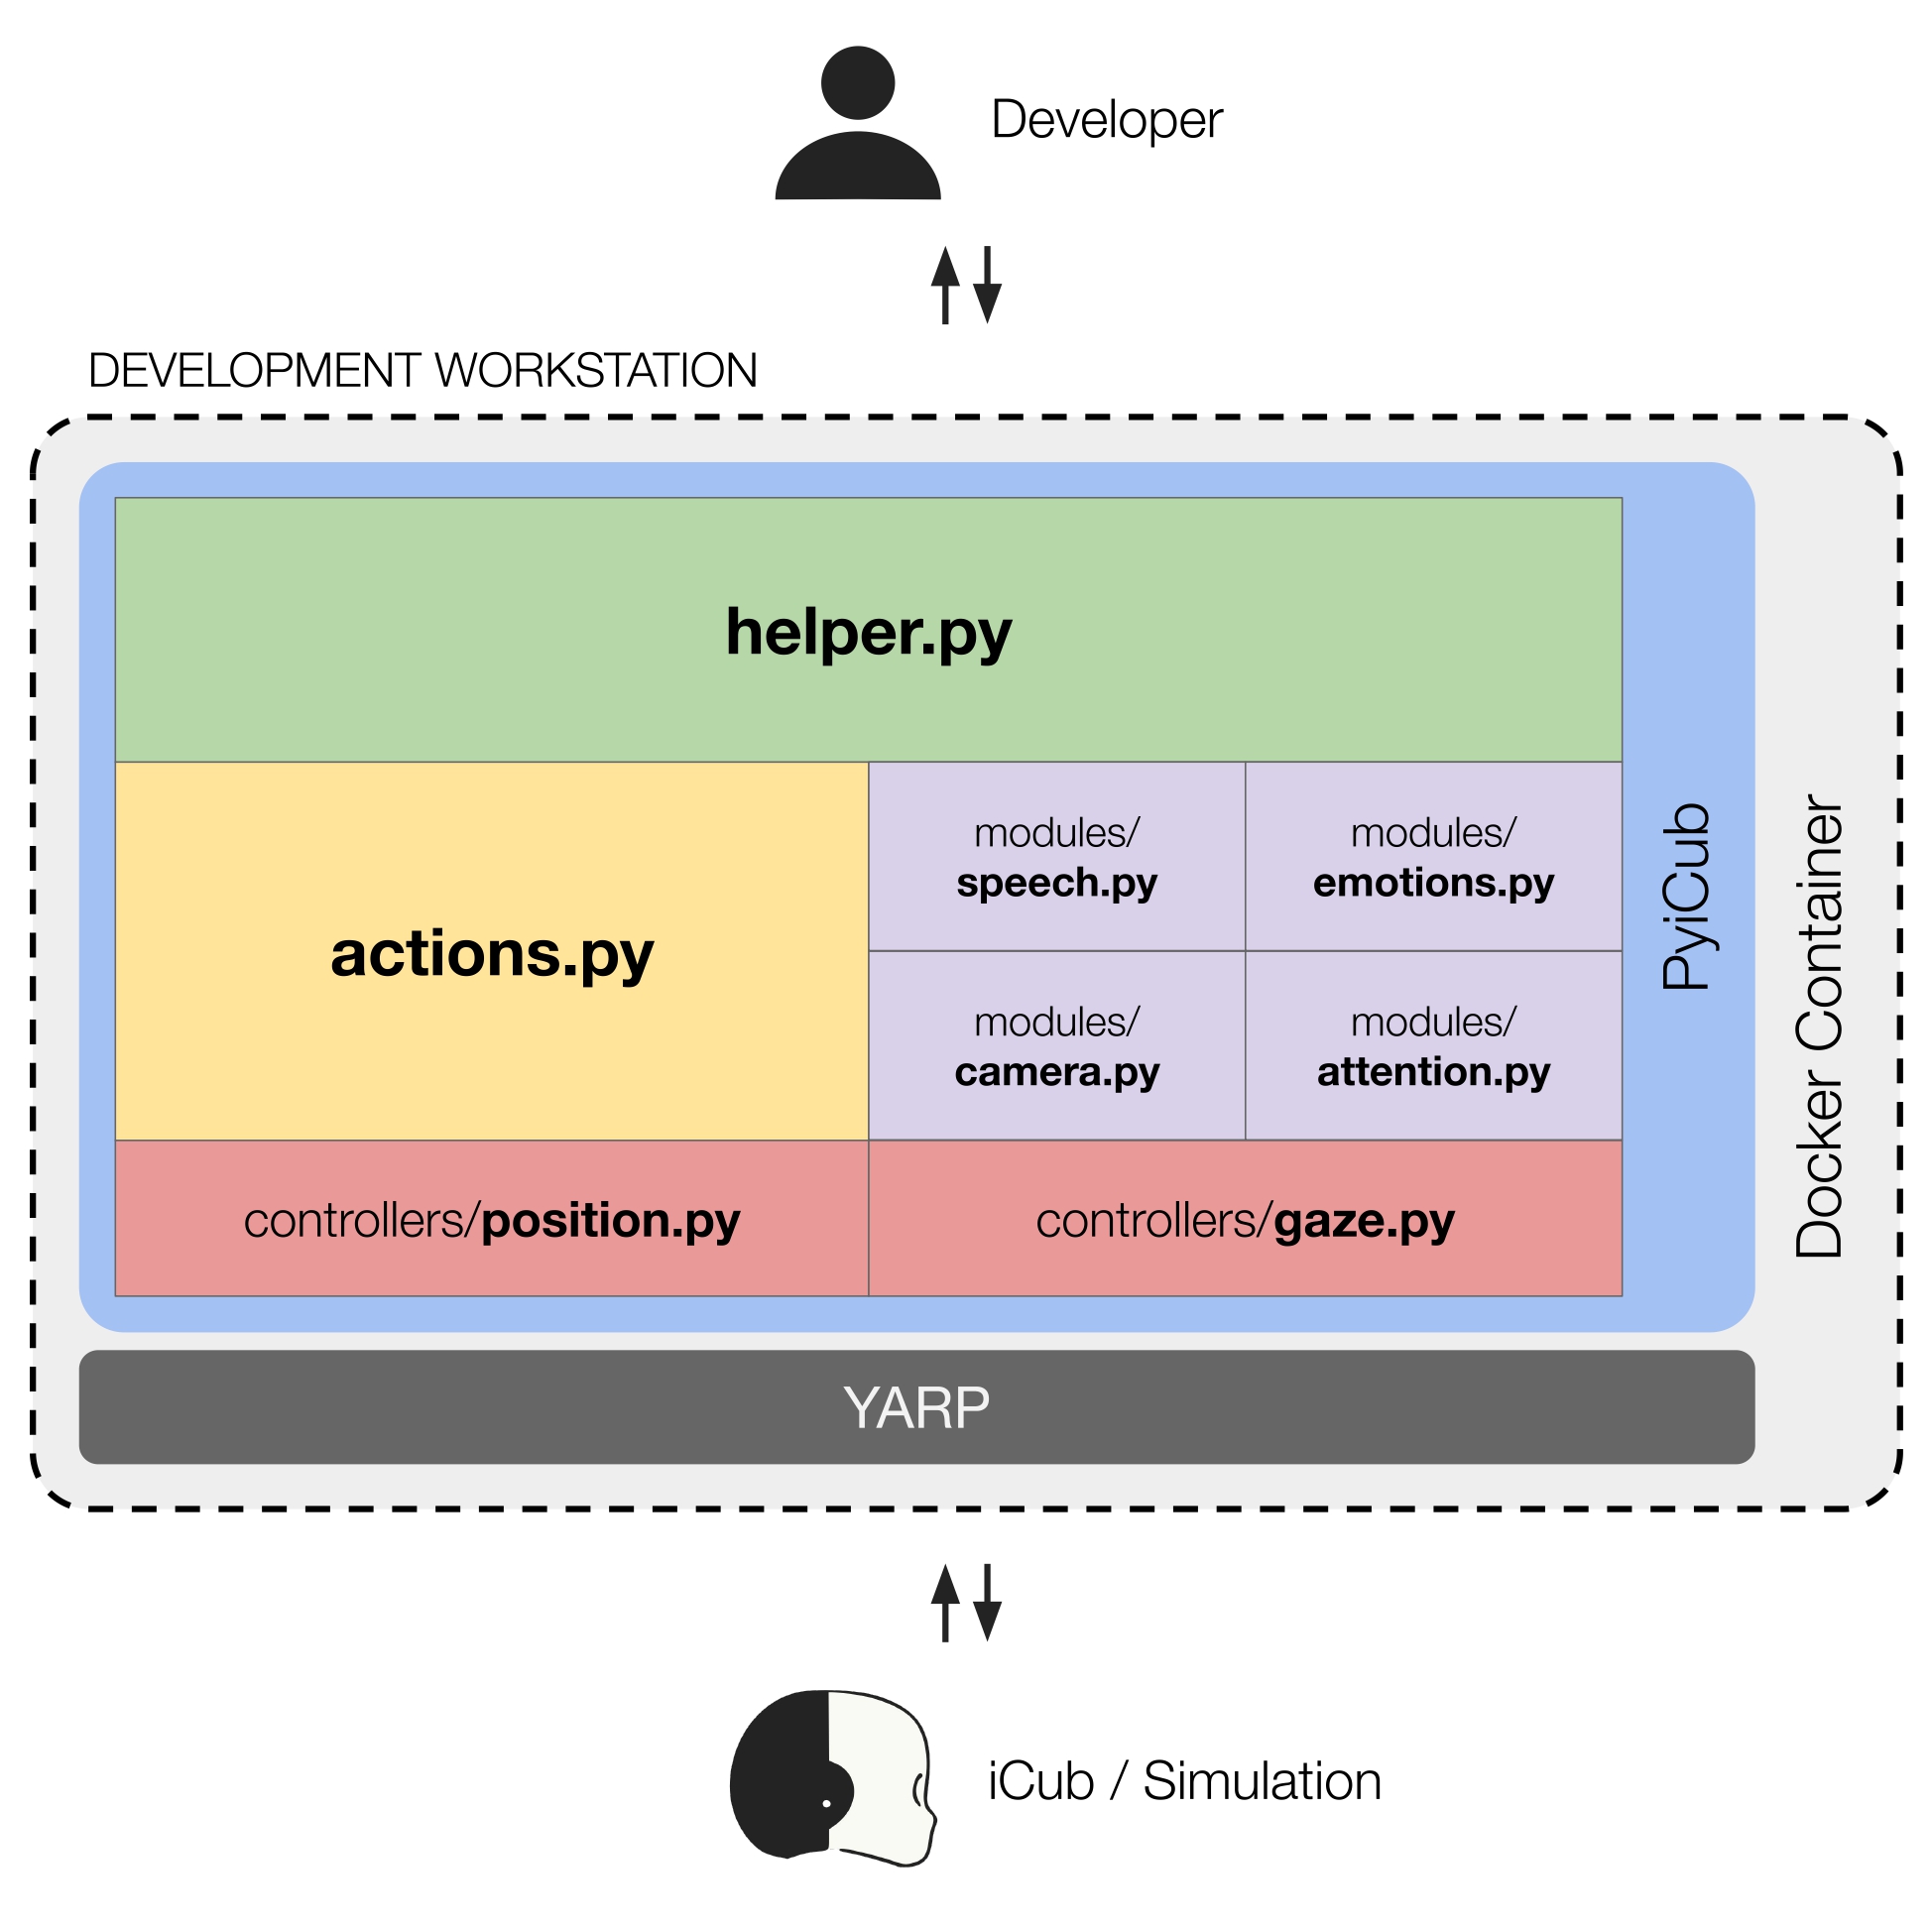 Developer
DEVELOPMENT WORKSTATION
helper.py
actions.py
modules/
speech.py
modules/
emotions.py
modules/
camera.py
modules/
attention.py
controllers/position.py
controllers/gaze.py
PyiCub
Docker Container
YARP
iCub / Simulation